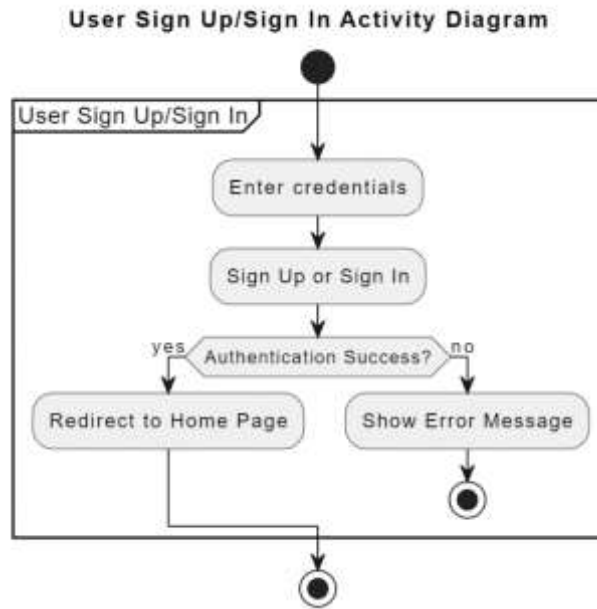 User Sign Up/Sign In Activity Diagram
User Sign Up/Sign In
Enter credentials
Sign Up or Sign In
yes
Authentication Success?
no
Redirect to Home Page
Show Error Message